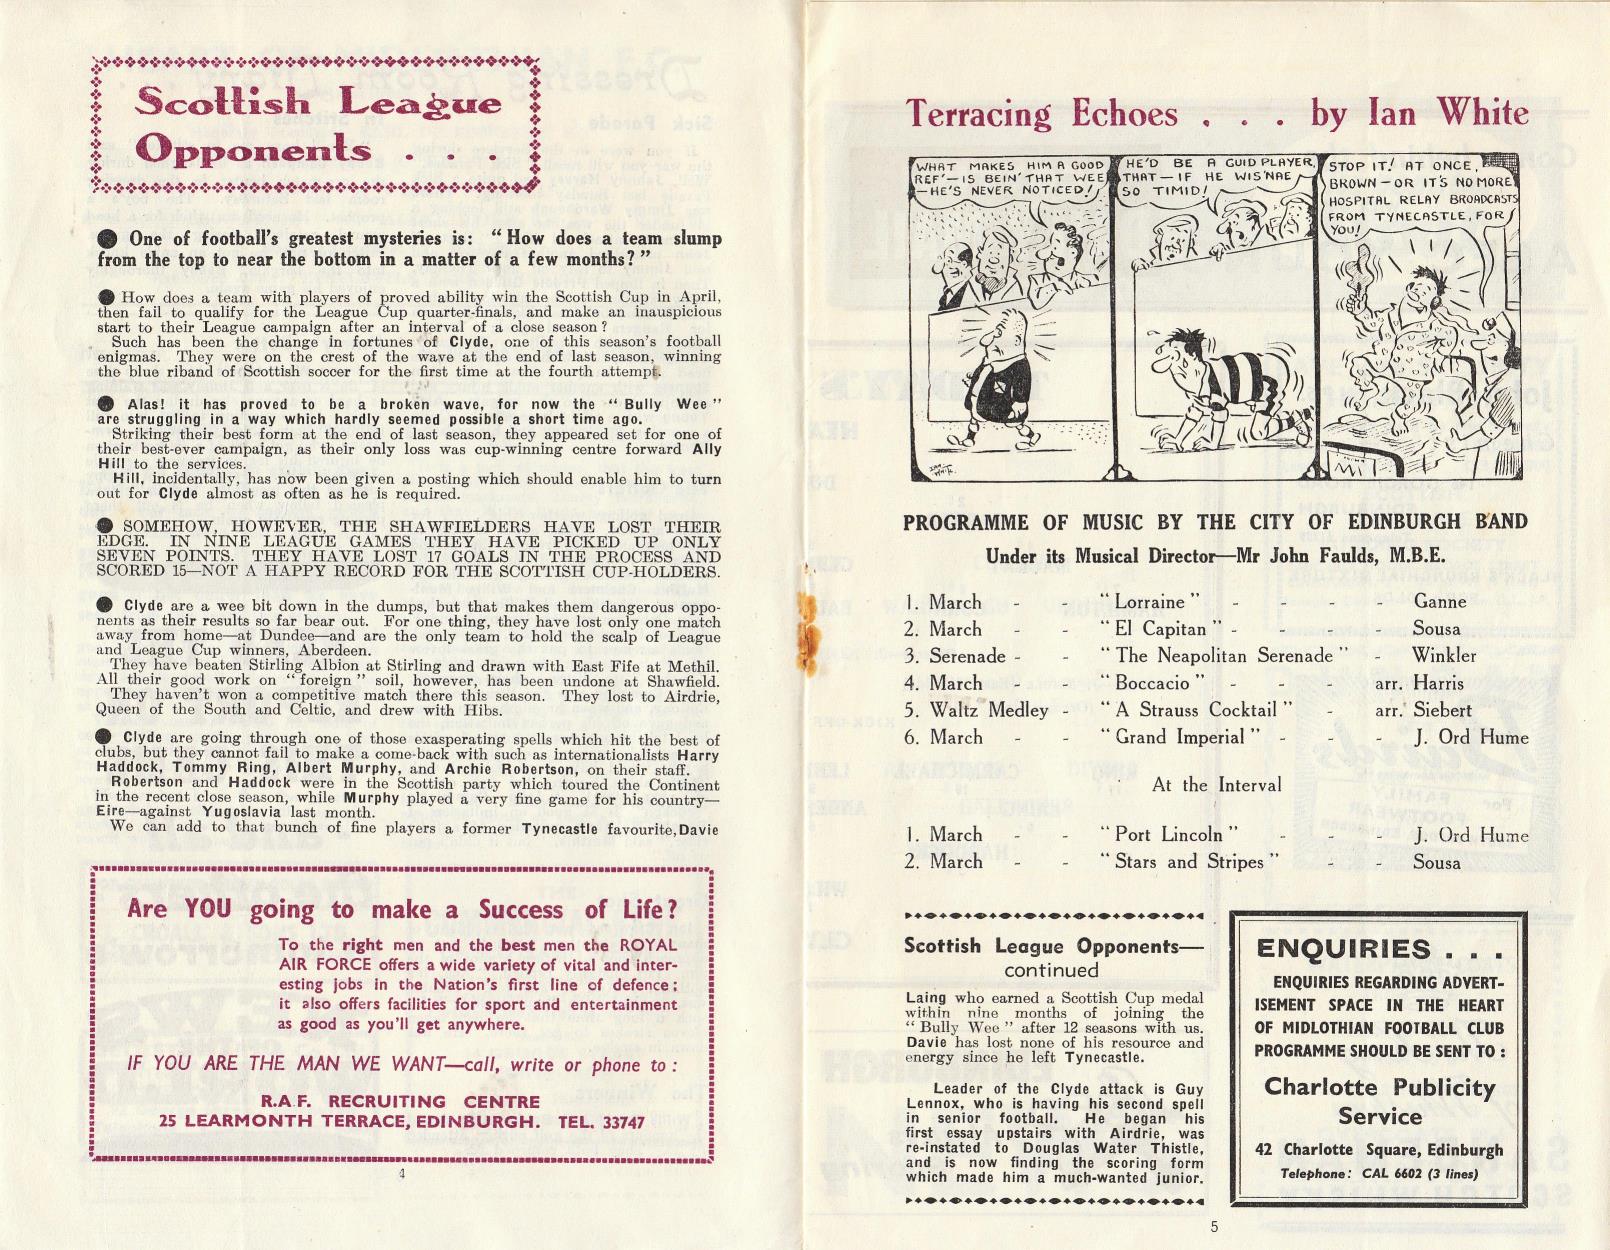 Scottish League
Opponents . . .
● One of football's greatest mysteries is: "How does a team slump
from the top to near the bottom in a matter of a few months?"
● How does a team with players of proved ability win the Scottish Cup in April,
then fail to qualify for the League Cup quarter-finals, and make an inauspicious
start to their League campaign after an interval of a close season?
Such has been the change in fortunes of Clyde, one of this season's football
enigmas. They were on the crest of the wave at the end of last season, winning
the blue riband of Scottish soccer for the first time at the fourth attempt.
● Alas! it has proved to be a broken wave, for now the "Bully Wee"
are struggling in a way which hardly seemed possible a short time ago.
Striking their best form at the end of last season, they appeared set for one of
their best-ever campaign, as their only loss was cup-winning centre forward Ally
Hill to the services.
Hill, incidentally, has now been given a posting which should enable him to turn
out for Clyde almost as often as he is required.
● SOMEHOW, HOWEVER, THE SHAWFIELDERS HAVE LOST THEIR
EDGE. IN NINE LEAGUE GAMES THEY HAVE PICKED UP ONLY
SEVEN POINTS. THEY HAVE LOST 17 GOALS IN THE PROCESS AND
SCORED 15—NOT A HAPPY RECORD FOR THE SCOTTISH CUP-HOLDERS.
● Clyde are a wee bit down in the dumps, but that makes them dangerous oppo-
nents as their results so far bear out. For one thing, they have lost only one match
away from home—at Dundee—and are the only team to hold the scalp of League
and League Cup winners, Aberdeen.
They have beaten Stirling Albion at Stirling and drawn with East Fife at Methil.
All their good work on "foreign" soil, however, has been undone at Shawfield.
They haven't won a competitive match there this season. They lost to Airdrie,
Queen of the South and Celtic, and drew with Hibs.
● Clyde are going through one of those exasperating spells which hit the best of
clubs, but they cannot fail to make a come-back with such as internationalists Harry
Haddock, Tommy Ring, Albert Murphy, and Archie Robertson, on their staff.
Robertson and Haddock were in the Scottish party which toured the Continent
in the recent close season, while Murphy played a very fine game for his country—
Eire—against Yugoslavia last month.
We can add to that bunch of fine players a former Tynecastle favourite, Davie
Are YOU going to make a Success of Life?
To the right men and the best men the ROYAL
AIR FORCE offers a wide variety of vital and inter-
esting jobs in the Nation's first line of defence;
it also offers facilities for sport and entertainment
as good as you'll get anywhere.
IF YOU ARE THE MAN WE WANT—call, write or phone to:
R.A.F. RECRUITING CENTRE
25 LEARMONTH TERRACE, EDINBURGH. TEL. 33747
4
Terracing Echoes . . . by Ian White
WHAT MAKES HIM A GOOD
REF'—IS BEIN' THAT WEE
—HE'S NEVER NOTICED!
HE'D BE A GUID PLAYER,
THAT—IF HE WIS'NAE
SO TIMID!
STOP IT! AT ONCE,
BROWN—OR IT'S NO MORE
HOSPITAL RELAY BROADCASTS
FROM TYNECASTLE, FOR
YOU!
IAN
WHITE
PROGRAMME OF MUSIC BY THE CITY OF EDINBURGH BAND
Under its Musical Director—Mr John Faulds, M.B.E.
1. March - - "Lorraine" - - - - Ganne
2. March - - "El Capitan" - - - - Sousa
3. Serenade - - "The Neapolitan Serenade" - Winkler
4. March - - "Boccacio" - - - arr. Harris
5. Waltz Medley - "A Strauss Cocktail" - arr. Siebert
6. March - - "Grand Imperial" - - - J. Ord Hume
At the Interval
1. March - - "Port Lincoln" - - - J. Ord Hume
2. March - - "Stars and Stripes" - - Sousa
Scottish League Opponents—
continued
Laing who earned a Scottish Cup medal
within nine months of joining the
"Bully Wee" after 12 seasons with us.
Davie has lost none of his resource and
energy since he left Tynecastle.
Leader of the Clyde attack is Guy
Lennox, who is having his second spell
in senior football. He began his
first essay upstairs with Airdrie, was
re-instated to Douglas Water Thistle,
and is now finding the scoring form
which made him a much-wanted junior.
ENQUIRIES . . .
ENQUIRIES REGARDING ADVERT-
ISEMENT SPACE IN THE HEART
OF MIDLOTHIAN FOOTBALL CLUB
PROGRAMME SHOULD BE SENT TO:
Charlotte Publicity
Service
42 Charlotte Square, Edinburgh
Telephone: CAL 6602 (3 lines)
5